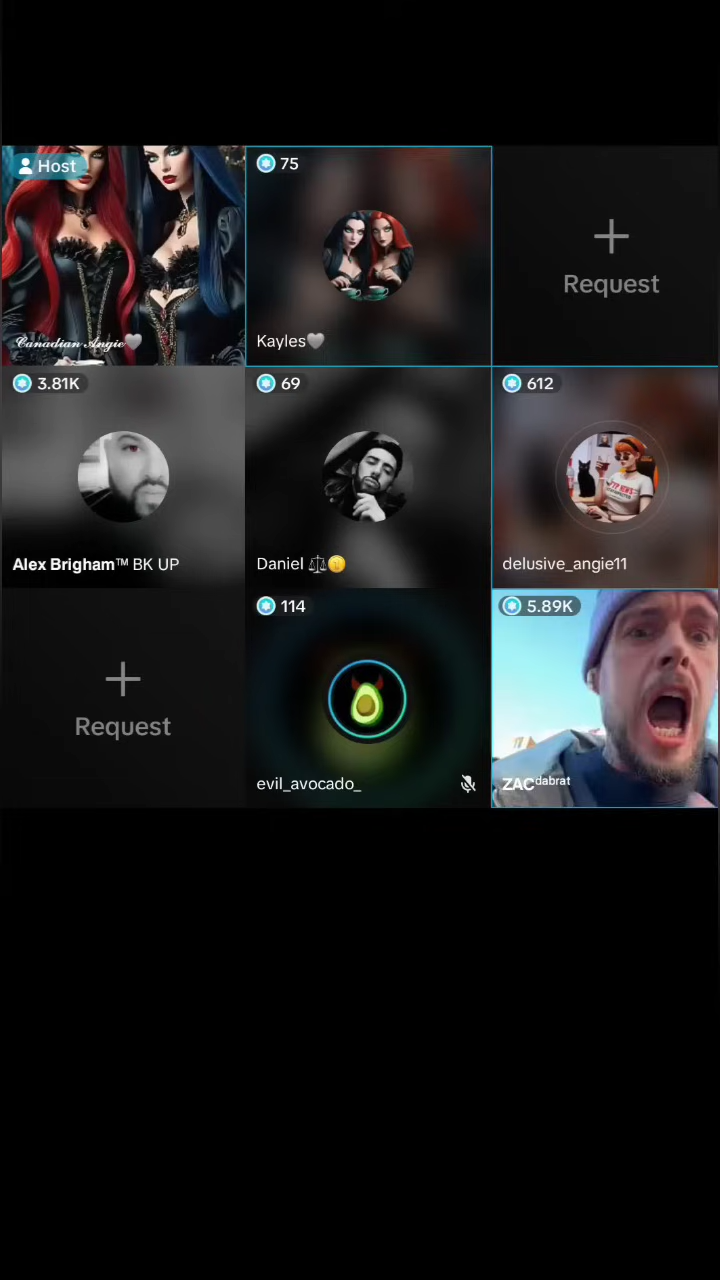 Host
75
Canadian Angie🩶
Kayles🩶
Request
3.81K
69
612
Alex Brigham™ BK UP
Daniel ⚖️🪙
delusive_angie11
Request
114
5.89K
evil_avocado_
ZACᵈᵃᵇʳᵃᵗ